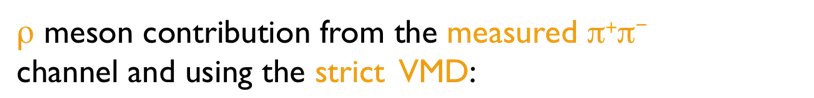 ρ meson contribution from the measured π⁺π⁻
channel and using the strict VMD: